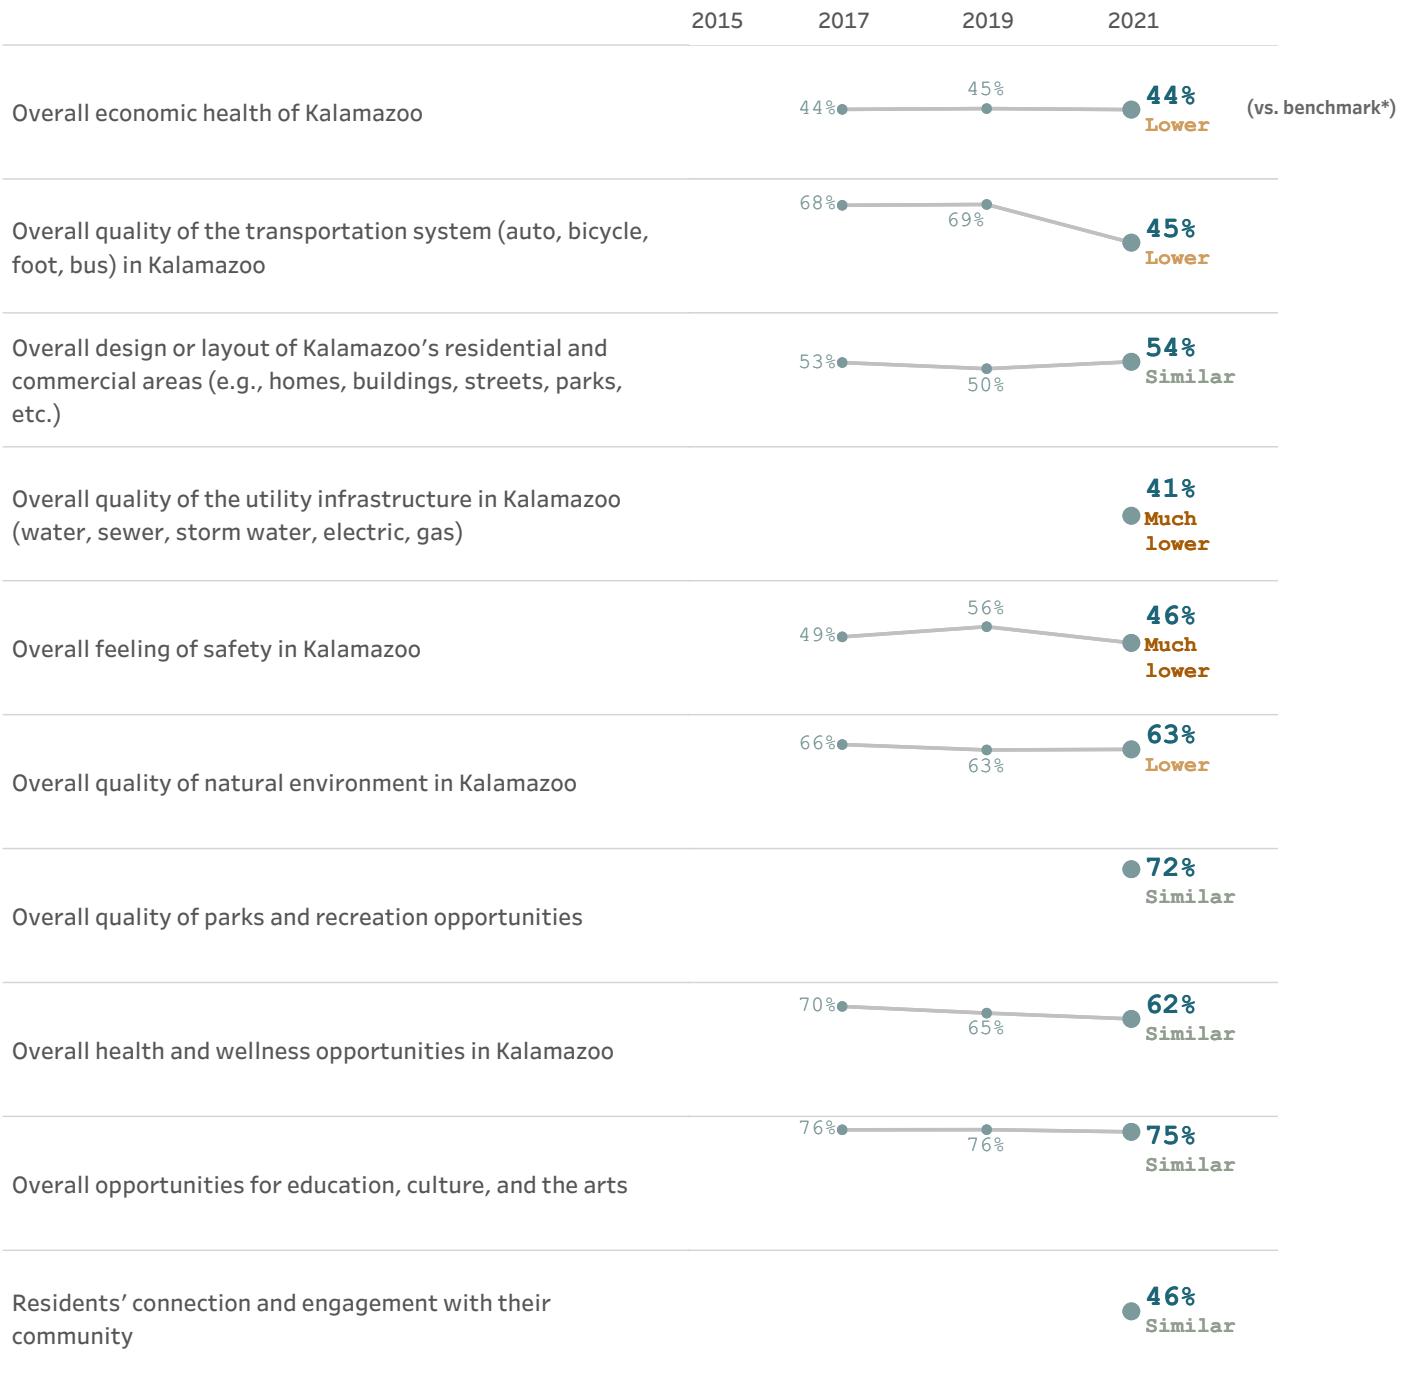 2015 2017 2019 2021
Overall economic health of Kalamazoo
44%
45%
44%
Lower
(vs. benchmark*)
Overall quality of the transportation system (auto, bicycle,
foot, bus) in Kalamazoo
68%
69%
45%
Lower
Overall design or layout of Kalamazoo's residential and
commercial areas (e.g., homes, buildings, streets, parks,
etc.)
53%
50%
54%
Similar
Overall quality of the utility infrastructure in Kalamazoo
(water, sewer, storm water, electric, gas)
41%
Much
lower
Overall feeling of safety in Kalamazoo
49%
56%
46%
Much
lower
Overall quality of natural environment in Kalamazoo
66%
63%
63%
Lower
Overall quality of parks and recreation opportunities
72%
Similar
Overall health and wellness opportunities in Kalamazoo
70%
65%
62%
Similar
Overall opportunities for education, culture, and the arts
76%
76%
75%
Similar
Residents' connection and engagement with their
community
46%
Similar